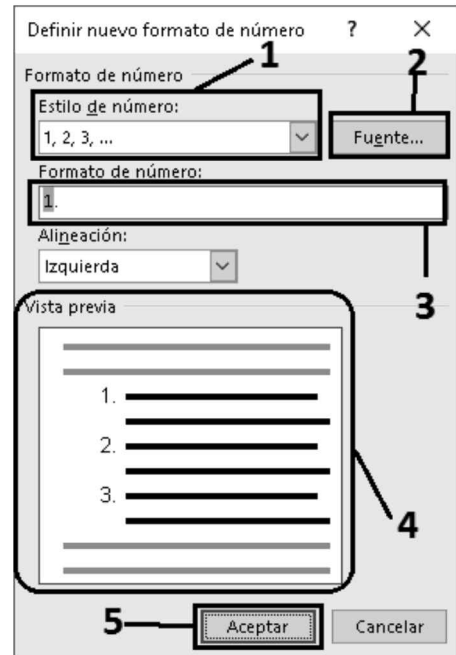 Definir nuevo formato de número ? ×
1
2
Formato de número
Estilo de número:
1, 2, 3, ...
Fuente...
Formato de número:
1.
Alineación:
Izquierda
3
Vista previa
1.
2.
3.
4
5
Aceptar Cancelar